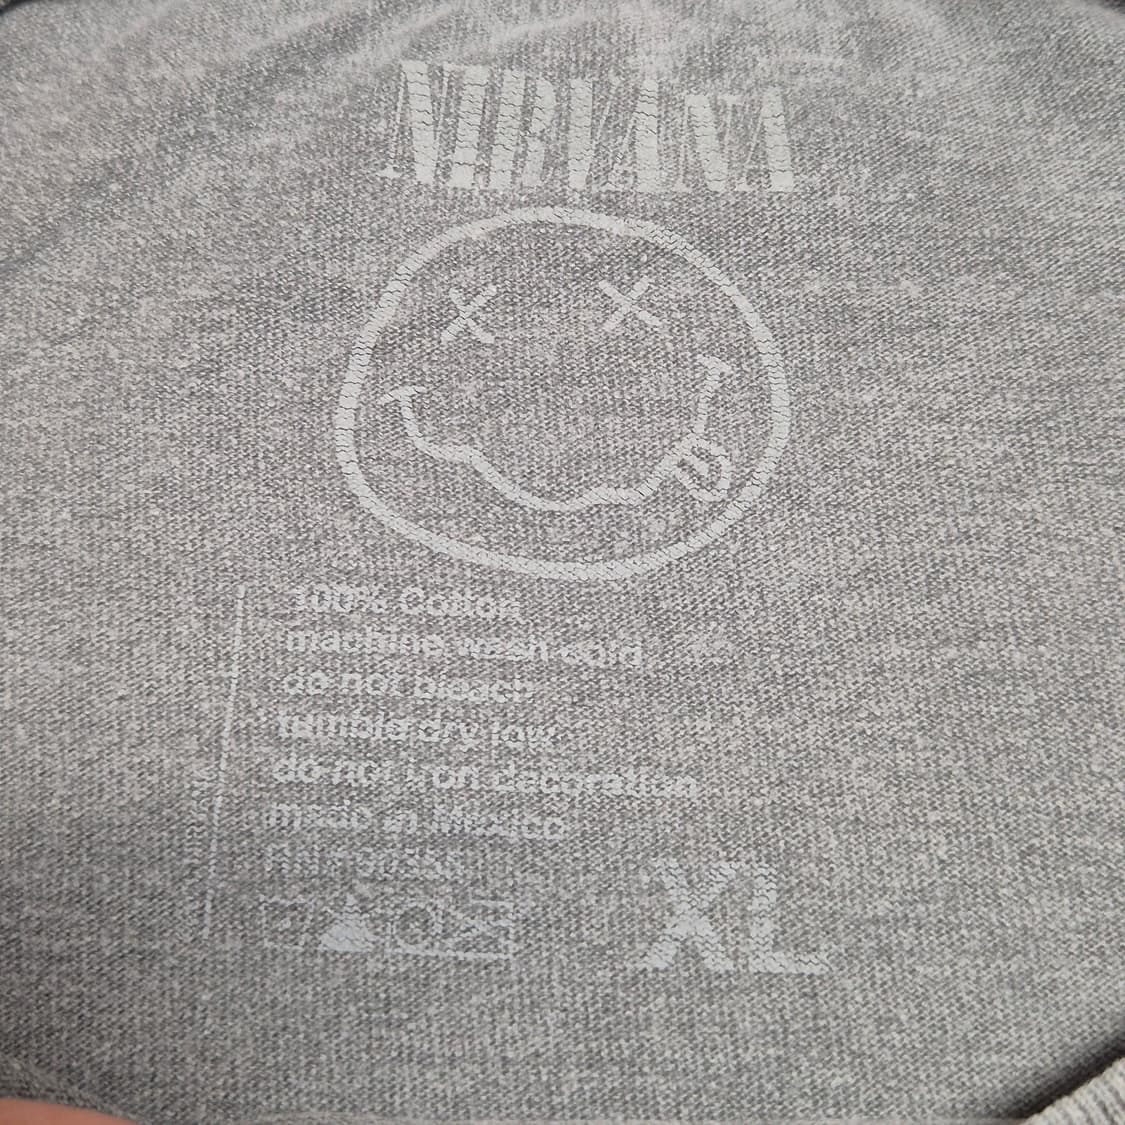 NIRVANA
100% Cotton
machine wash cold
do not bleach
tumble dry low
do not iron decoration
made in Mexico
XL